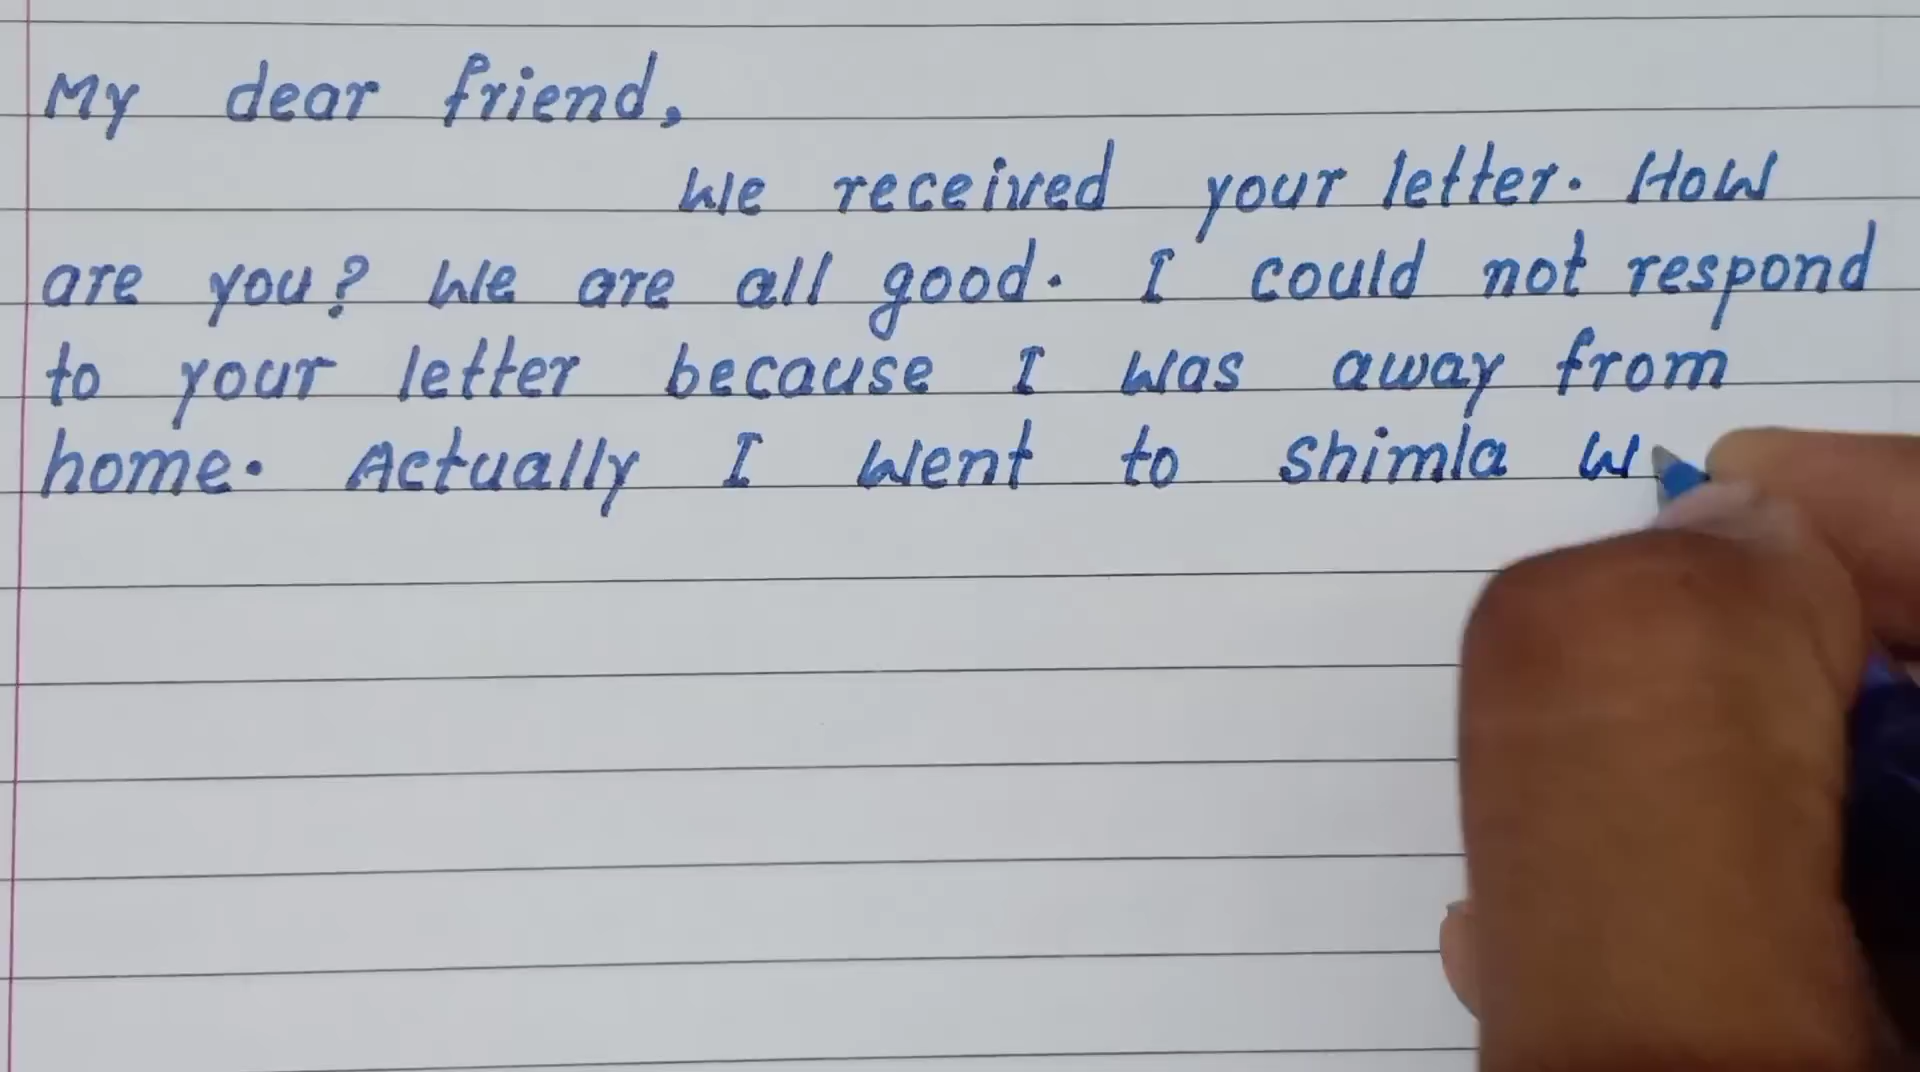 My dear friend,
We received your letter. How
are you? We are all good. I could not respond
to your letter because I was away from
home. Actually I went to shimla w